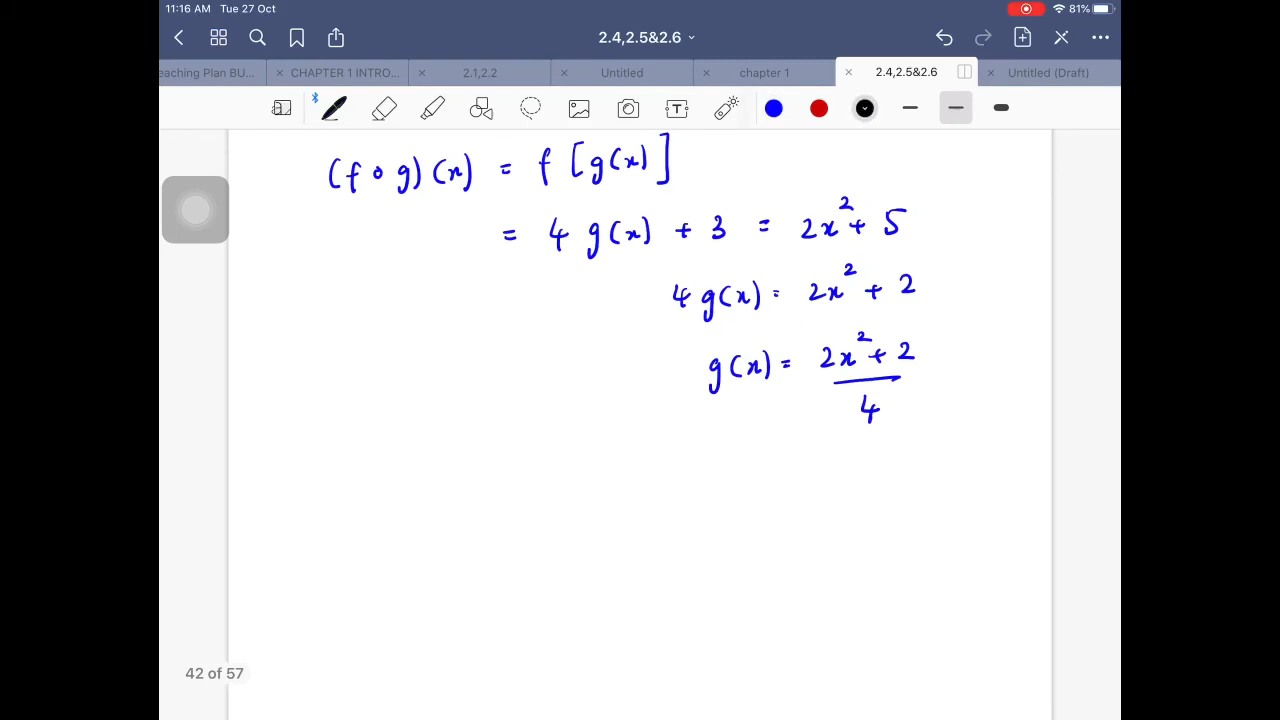 11:16 AM Tue 27 Oct
81%
2.4,2.5&2.6
eaching Plan BU...
CHAPTER 1 INTRO...
2.1,2.2
Untitled
chapter 1
2.4,2.5&2.6
Untitled (Draft)
(f∘g)(x) = f[g(x)]
= 4 g(x) + 3 = 2x² + 5
4 g(x) = 2x² + 2
g(x) = 2x² + 2
4
42 of 57